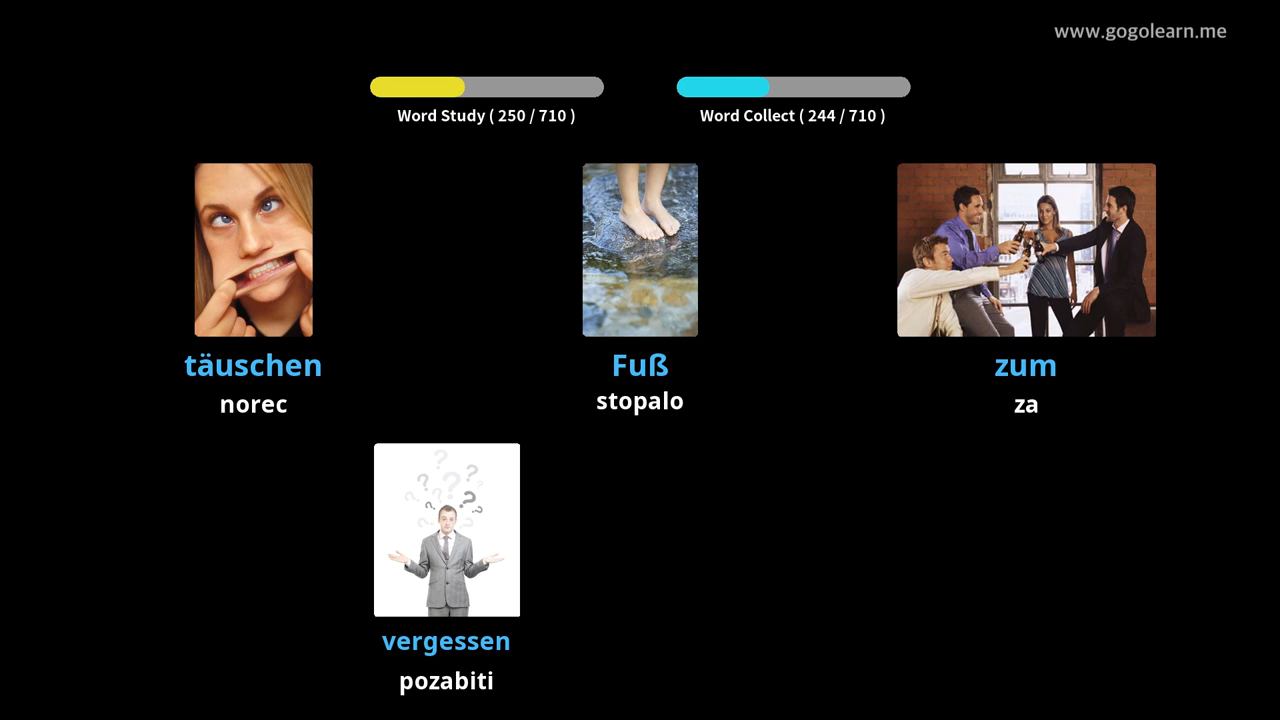 www.gogolearn.me
Word Study ( 250 / 710 )
Word Collect ( 244 / 710 )
täuschen
norec
Fuß
stopalo
zum
za
vergessen
pozabiti